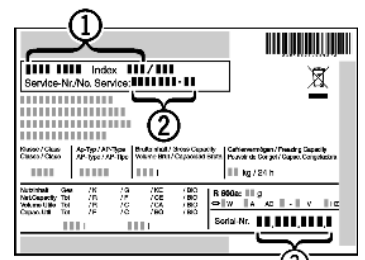 1
Index /
Service-Nr./No. Service: -
2
Klasse / Class Ap-Typ / AP-Type Brutto Inhalt / Gross Capacity Gefriervermögen / Freezing Capacity
Classe / Clase AP-Type / AP-Tipo Volume Brut / Capacidad Bruta Pouvoir de Congel / Capac. Congeladora
l kg / 24 h
Nutzinhalt Ges /K /G /KC / BIO
Net.Capacity Tot /R /F /CE / BIO
Volume Utile Tot /R /C /CA / BIO
Capac. Util Tot /F /C /BO / BIO
l l
R 600a: g
W A AC - V
Serial-Nr.
3